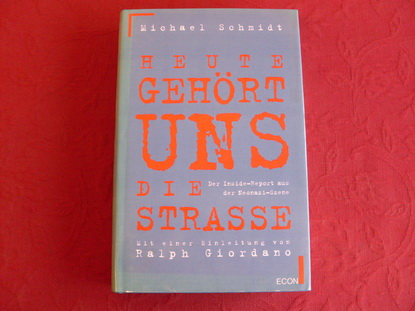 Michael Schmidt
HEUTE
GEHÖRT
UNS
Der Inside-Report aus
der Neonazi-Szene
DIE
STRASSE
Mit einer Einleitung von
Ralph Giordano
ECON